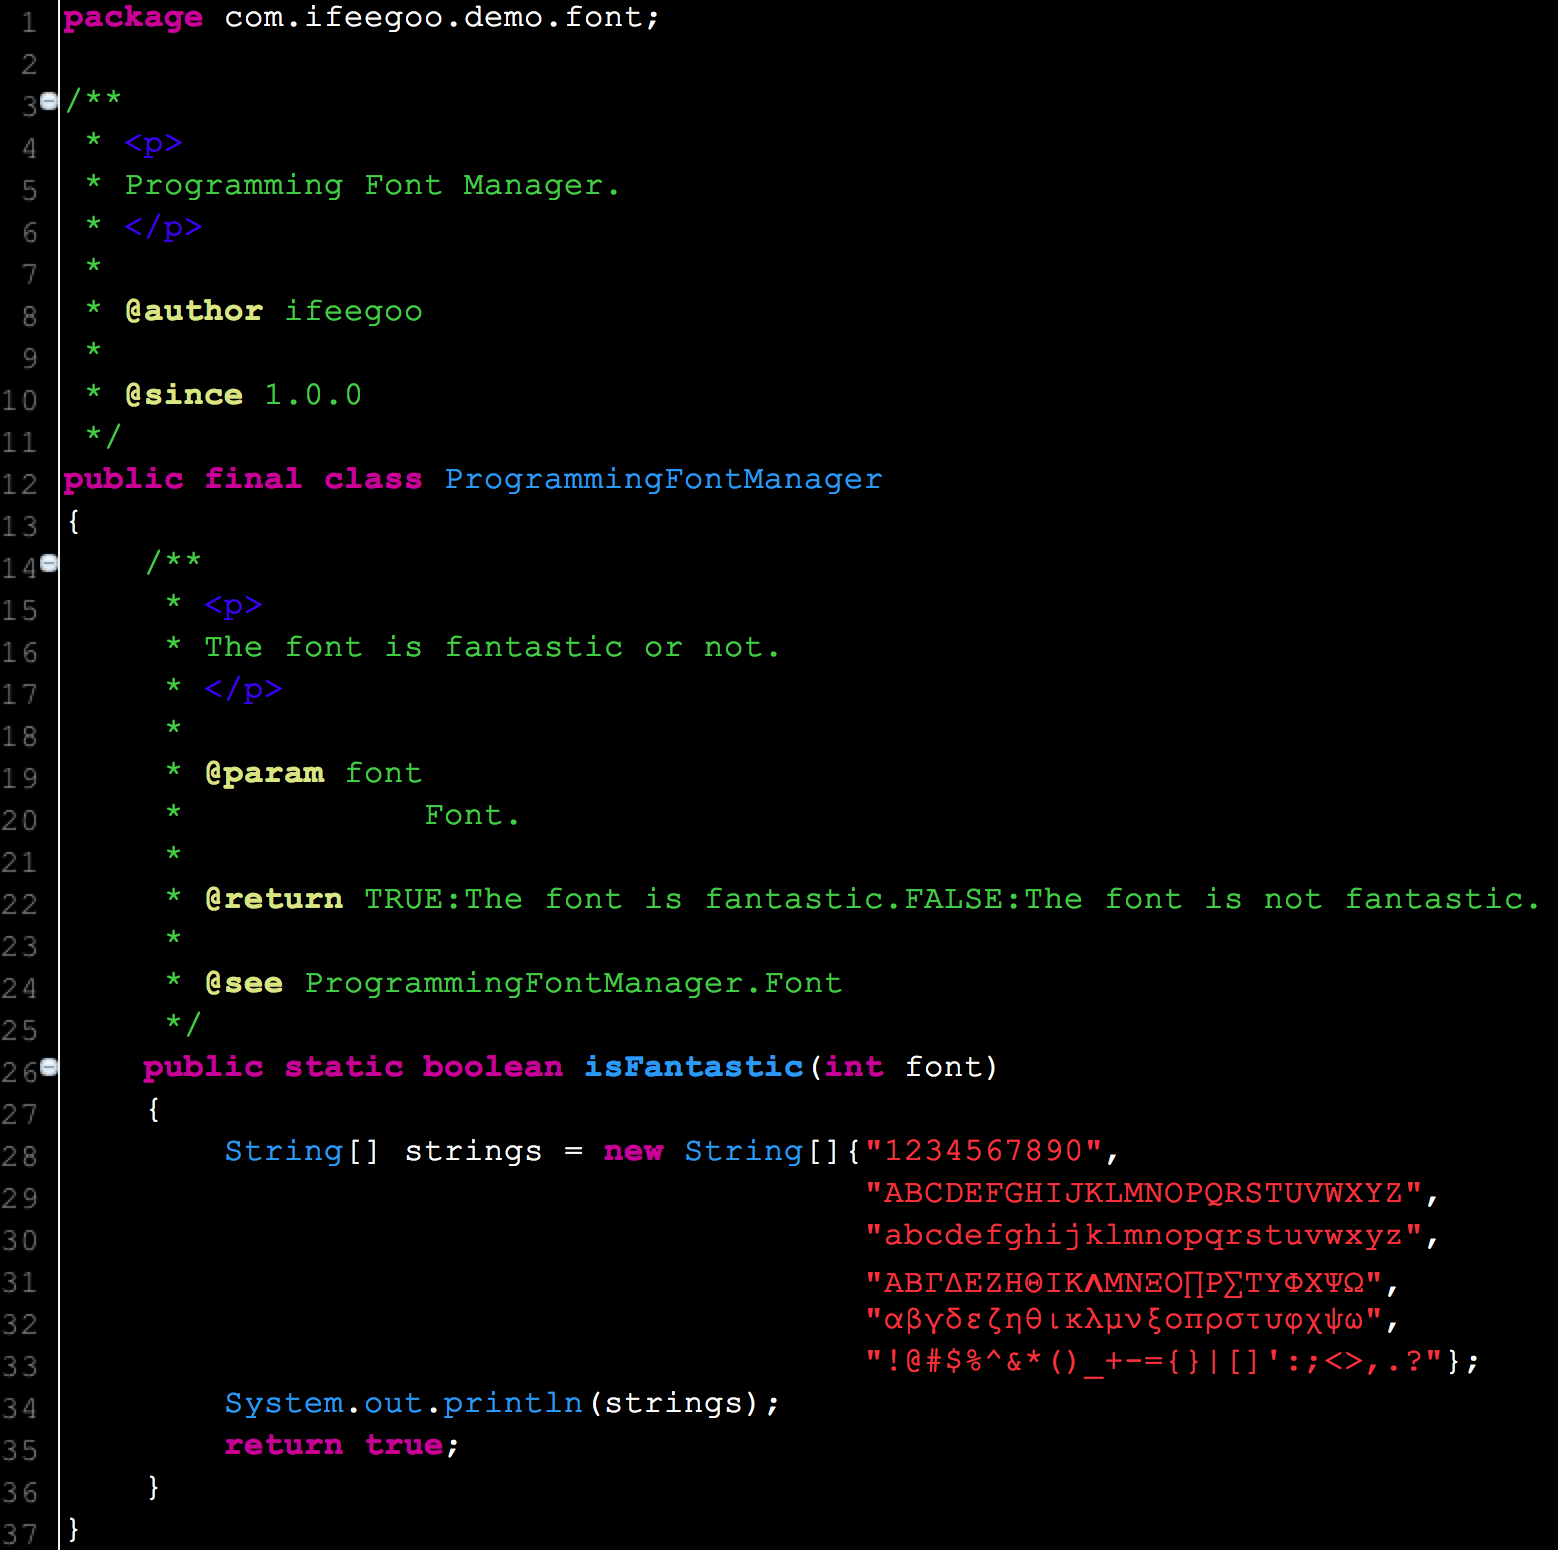 1 package com.ifeegoo.demo.font;
2
3 /**
4  * <p>
5  * Programming Font Manager.
6  * </p>
7  *
8  * @author ifeegoo
9  *
10  * @since 1.0.0
11  */
12 public final class ProgrammingFontManager
13 {
14     /**
15      * <p>
16      * The font is fantastic or not.
17      * </p>
18      *
19      * @param font
20      *            Font.
21      *
22      * @return TRUE:The font is fantastic.FALSE:The font is not fantastic.
23      *
24      * @see ProgrammingFontManager.Font
25      */
26     public static boolean isFantastic(int font)
27     {
28         String[] strings = new String[]{"1234567890",
29                                         "ABCDEFGHIJKLMNOPQRSTUVWXYZ",
30                                         "abcdefghijklmnopqrstuvwxyz",
31                                         "ΑΒΓΔΕΖΗΘΙΚΛΜΝΞΟ∏Ρ∑ΤΥΦΧΨΩ",
32                                         "αβγδεζηθικλμνξοπρστυφχψω",
33                                         "!@#$%^&*()_+-={}|[]':;<>,.?"};
34         System.out.println(strings);
35         return true;
36     }
37 }